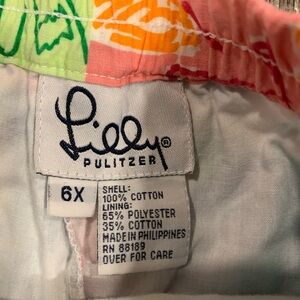 Lilly®
PULITZER
6X
SHELL:
100% COTTON
LINING:
65% POLYESTER
35% COTTON
MADE IN PHILIPPINES
RN 88189
OVER FOR CARE